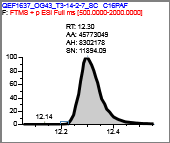 QEF1637_OG43_T3-14-2-7_SC C16PAF
F: FTMS + p ESI Full ms [500.0000-2000.0000]
RT: 12.30
AA: 45773049
AH: 8302178
SN: 11894.09
100
80
60
40
20
0
12.14
12.2
12.4